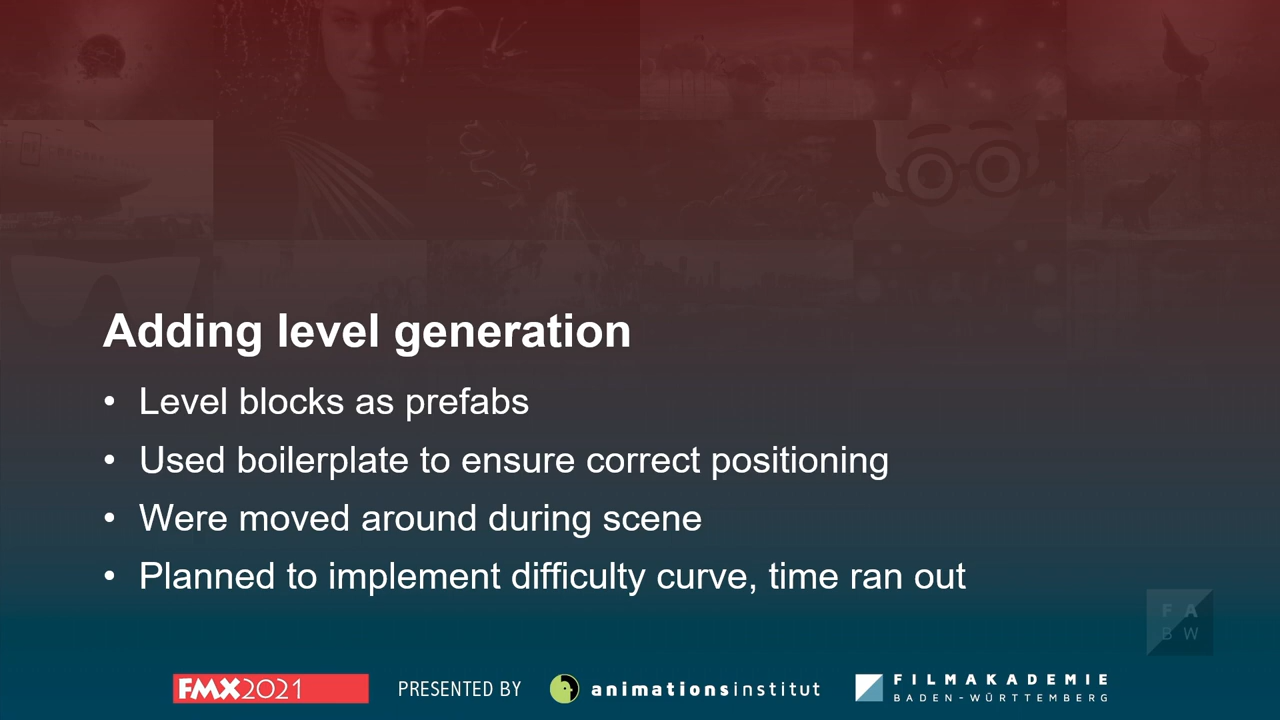 Adding level generation
• Level blocks as prefabs
• Used boilerplate to ensure correct positioning
• Were moved around during scene
• Planned to implement difficulty curve, time ran out
F A
B W
FMX2021 PRESENTED BY animationsinstitut FILMAKADEMIE
BADEN-WÜRTTEMBERG